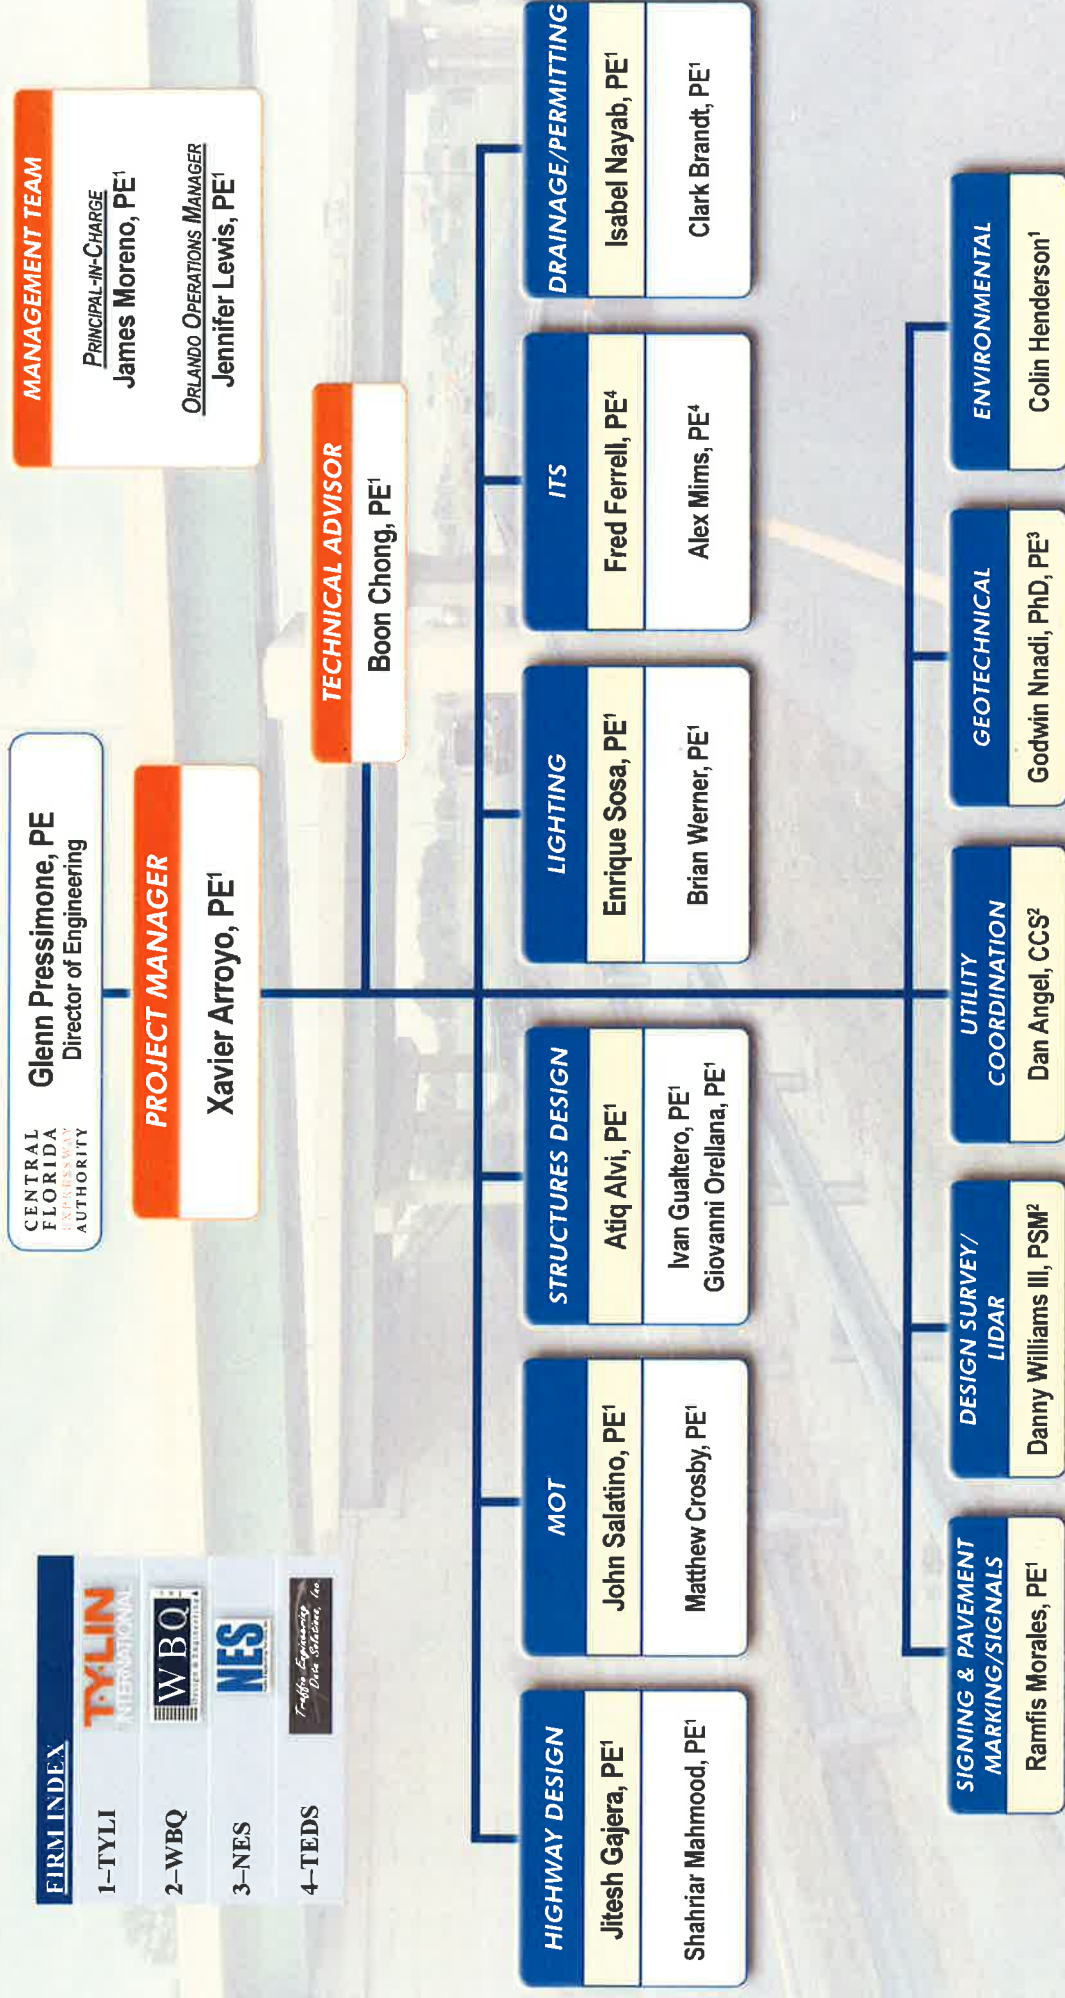 CENTRAL
FLORIDA
EXPRESSWAY
AUTHORITY
Glenn Pressimone, PE
Director of Engineering
MANAGEMENT TEAM
PRINCIPAL-IN-CHARGE
James Moreno, PE¹
ORLANDO OPERATIONS MANAGER
Jennifer Lewis, PE¹
PROJECT MANAGER
Xavier Arroyo, PE¹
TECHNICAL ADVISOR
Boon Chong, PE¹
FIRM INDEX
1–TYLI
TYLIN
INTERNATIONAL
2–WBQ
WBQ
Design & Engineering
3–NES
NES
4–TEDS
Traffic Engineering
Data Solutions, Inc.
HIGHWAY DESIGN
Jitesh Gajera, PE¹
Shahriar Mahmood, PE¹
MOT
John Salatino, PE¹
Matthew Crosby, PE¹
STRUCTURES DESIGN
Atiq Alvi, PE¹
Ivan Gualtero, PE¹
Giovanni Orellana, PE¹
LIGHTING
Enrique Sosa, PE¹
Brian Werner, PE¹
ITS
Fred Ferrell, PE⁴
Alex Mims, PE⁴
DRAINAGE/PERMITTING
Isabel Nayab, PE¹
Clark Brandt, PE¹
SIGNING & PAVEMENT
MARKING/SIGNALS
Ramfis Morales, PE¹
DESIGN SURVEY/
LIDAR
Danny Williams III, PSM²
UTILITY
COORDINATION
Dan Angel, CCS²
GEOTECHNICAL
Godwin Nnadi, PhD, PE³
ENVIRONMENTAL
Colin Henderson¹